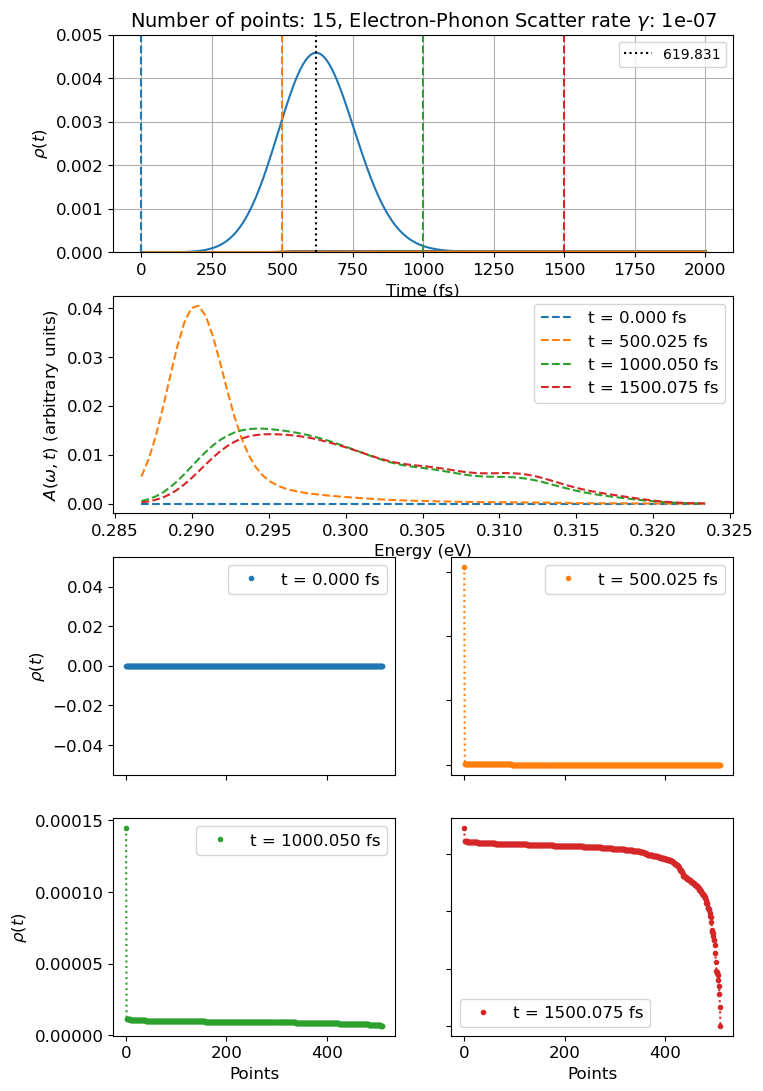 Number of points: 15, Electron-Phonon Scatter rate γ: 1e-07
0.005
0.004
0.003
0.002
0.001
0.000
ρ(t)
619.831
0 250 500 750 1000 1250 1500 1750 2000
Time (fs)
0.04
0.03
0.02
0.01
0.00
A(ω, t) (arbitrary units)
t = 0.000 fs
t = 500.025 fs
t = 1000.050 fs
t = 1500.075 fs
0.285 0.290 0.295 0.300 0.305 0.310 0.315 0.320 0.325
Energy (eV)
0.04
0.02
0.00
−0.02
−0.04
ρ(t)
t = 0.000 fs
t = 500.025 fs
0.00015
0.00010
0.00005
0.00000
ρ(t)
t = 1000.050 fs
0 200 400
Points
t = 1500.075 fs
0 200 400
Points